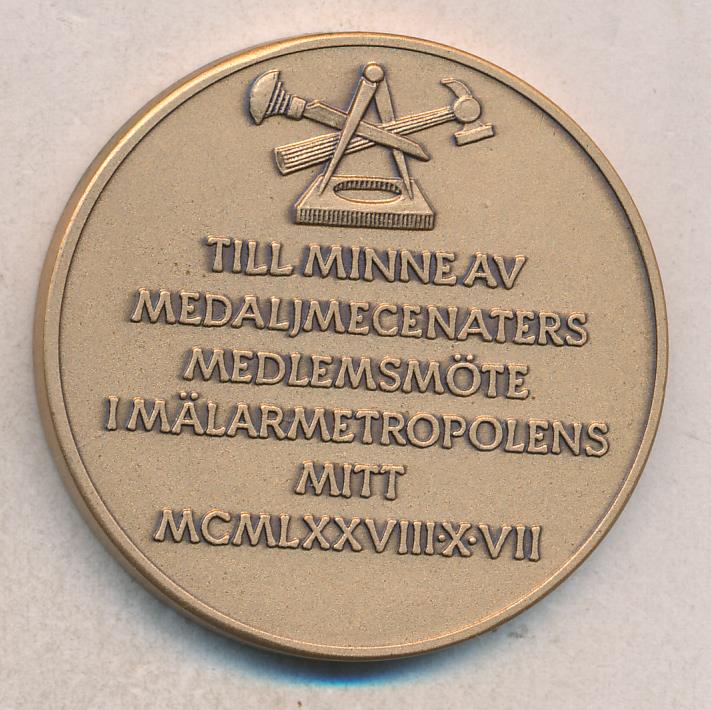 TILL MINNE AV
MEDALJMECENATERS
MEDLEMSMÖTE
I MÄLARMETROPOLENS
MITT
MCMLXXVIII·X·VII